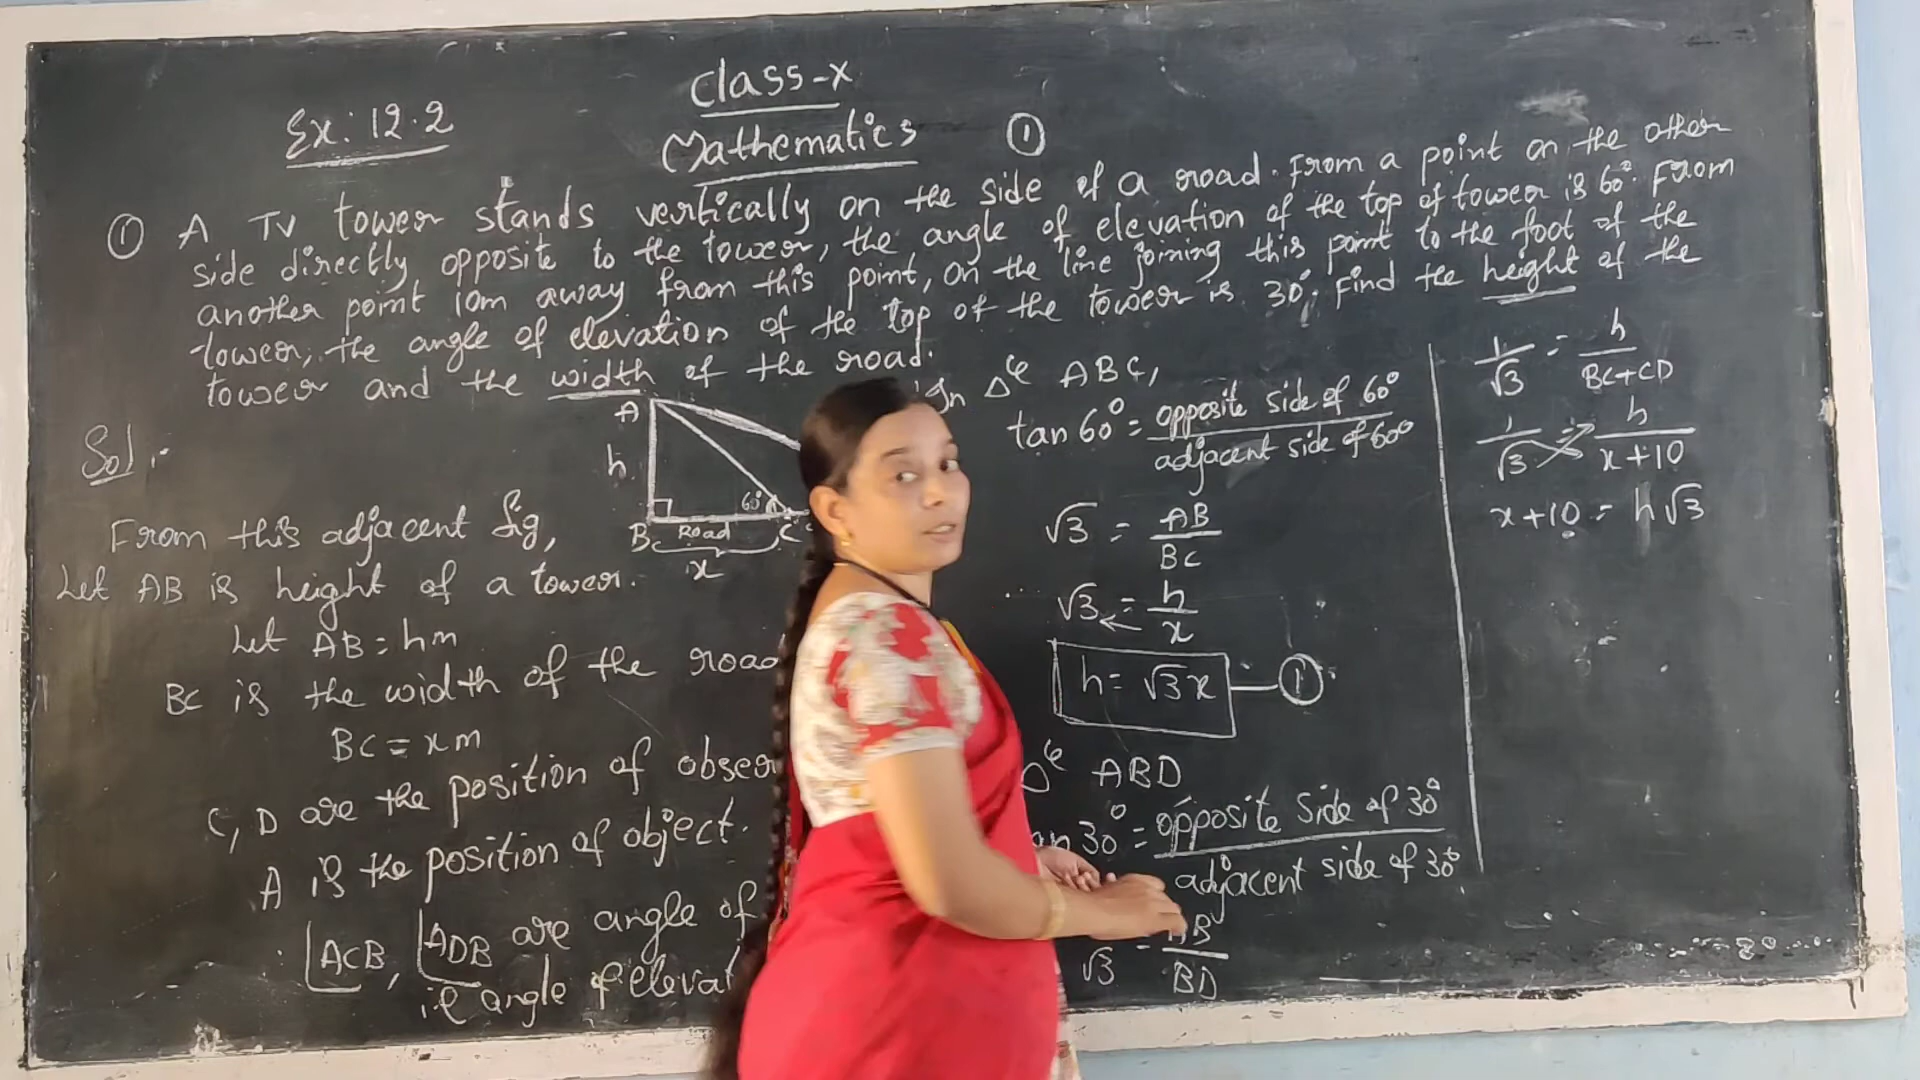 Class-X
Ex: 12.2
Mathematics ①
① A TV tower stands vertically on the side of a road. From a point on the other
side directly opposite to the tower, the angle of elevation of the top of tower is 60°. From
another point 10m away from this point, on the line joining this point to the foot of the
tower, the angle of elevation of the top of the tower is 30°. Find the height of the
tower and the width of the road.
Sol:-
A
h
60°
B Road C
x
From this adjacent fig,
Let AB is height of a tower.
Let AB = hm
BC is the width of the road
BC = xm
C, D are the position of obser
A is the position of object.
∠ACB, ∠ADB are angle of
ie angle of elevat
In Δle ABC,
tan 60° = opposite side of 60° / adjacent side of 60°
√3 = AB / BC
√3 = h / x
h = √3x — ①
Δle ABD
an 30° = opposite side of 30° / adjacent side of 30°
√3 = AB / BD
1/√3 = h / BC+CD
1/√3 = h / x+10
x+10 = h√3